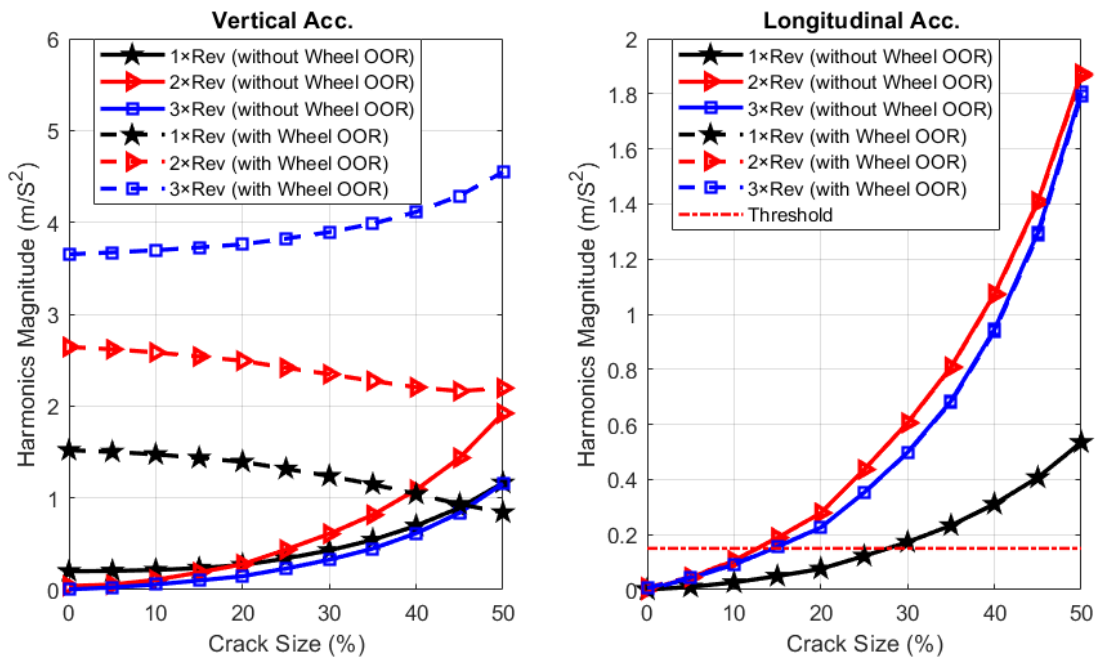 Vertical Acc.
6
5
4
3
2
1
0
0
10
20
30
40
50
Harmonics Magnitude (m/S²)
Crack Size (%)
1×Rev (without Wheel OOR)
2×Rev (without Wheel OOR)
3×Rev (without Wheel OOR)
1×Rev (with Wheel OOR)
2×Rev (with Wheel OOR)
3×Rev (with Wheel OOR)
Longitudinal Acc.
2
1.8
1.6
1.4
1.2
1
0.8
0.6
0.4
0.2
0
0
10
20
30
40
50
Harmonics Magnitude (m/S²)
Crack Size (%)
1×Rev (without Wheel OOR)
2×Rev (without Wheel OOR)
3×Rev (without Wheel OOR)
1×Rev (with Wheel OOR)
2×Rev (with Wheel OOR)
3×Rev (with Wheel OOR)
Threshold